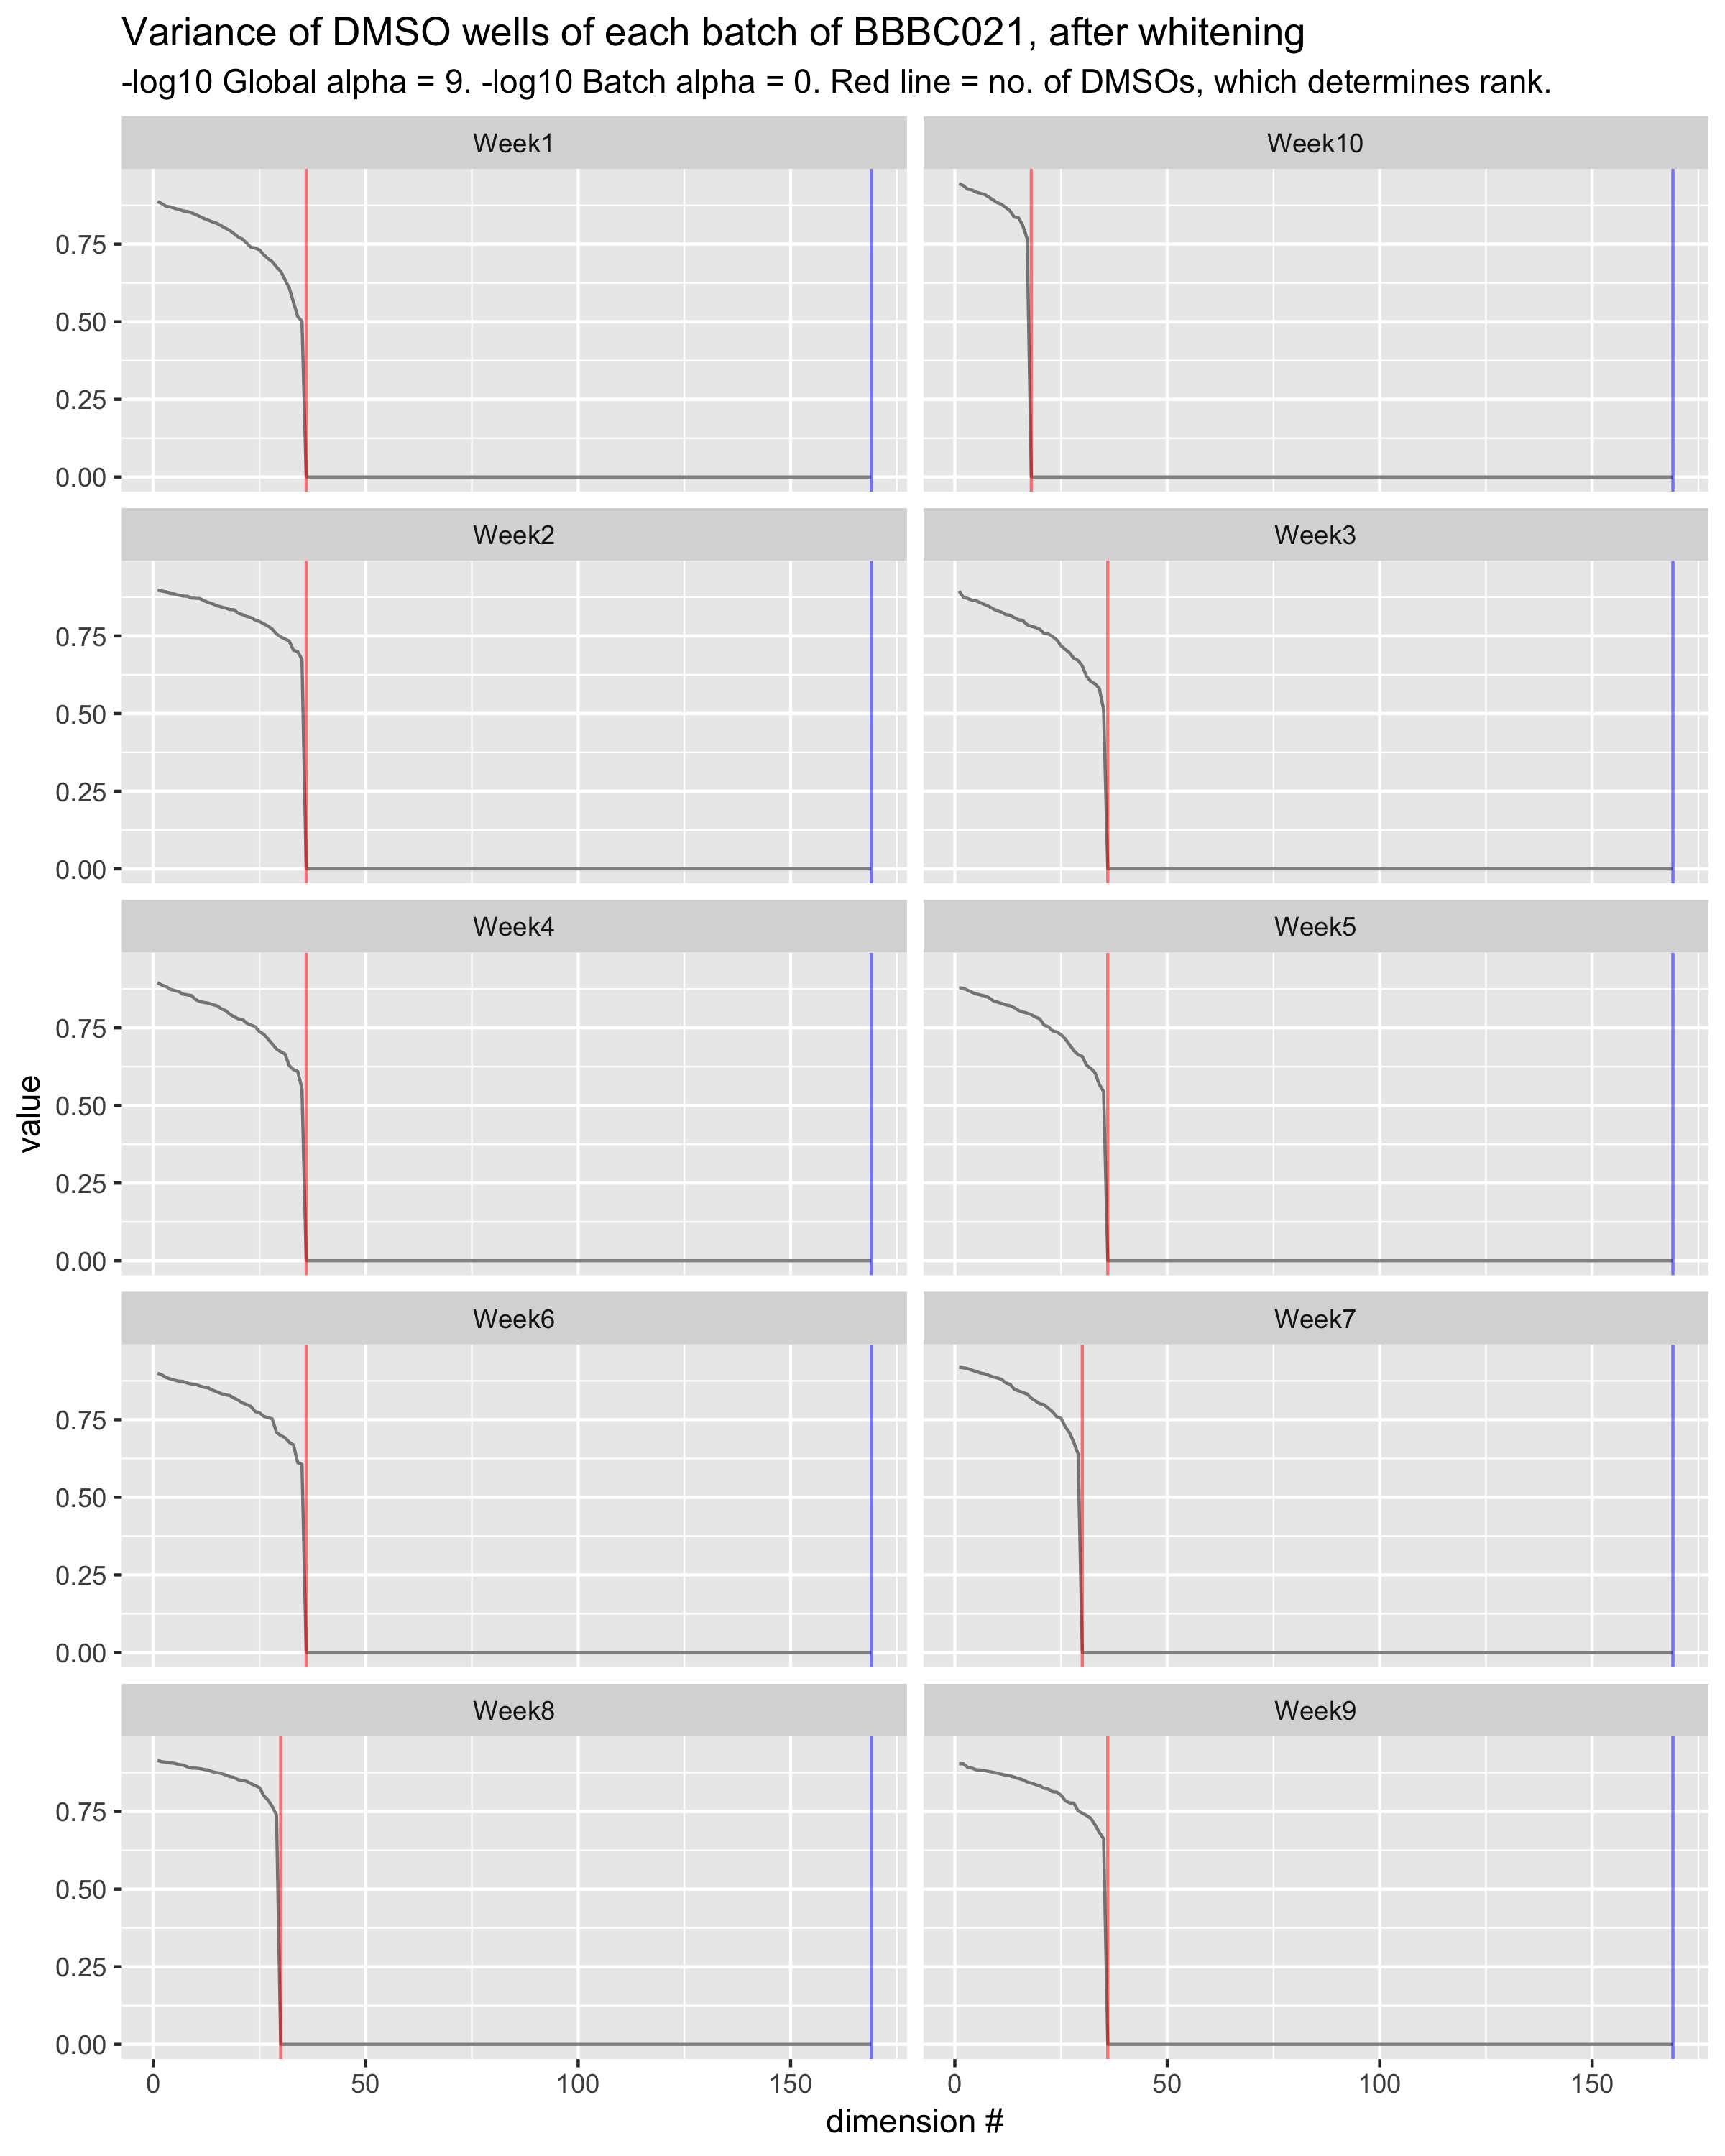 Variance of DMSO wells of each batch of BBBC021, after whitening
-log10 Global alpha = 9. -log10 Batch alpha = 0. Red line = no. of DMSOs, which determines rank.
Week1 Week10
0.75
0.50
0.25
0.00
Week2 Week3
0.75
0.50
0.25
0.00
Week4 Week5
0.75
0.50
0.25
0.00
value
Week6 Week7
0.75
0.50
0.25
0.00
Week8 Week9
0.75
0.50
0.25
0.00
0 50 100 150 0 50 100 150
dimension #